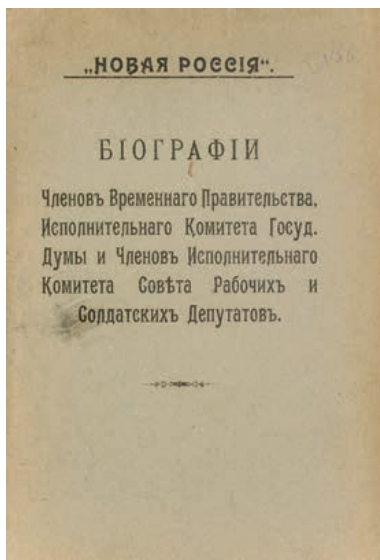 „НОВАЯ РОССІЯ“.
БІОГРАФІИ
Членовъ Временнаго Правительства,
Исполнительнаго Комитета Госуд.
Думы и Членовъ Исполнительнаго
Комитета Совѣта Рабочихъ и
Солдатскихъ Депутатовъ.